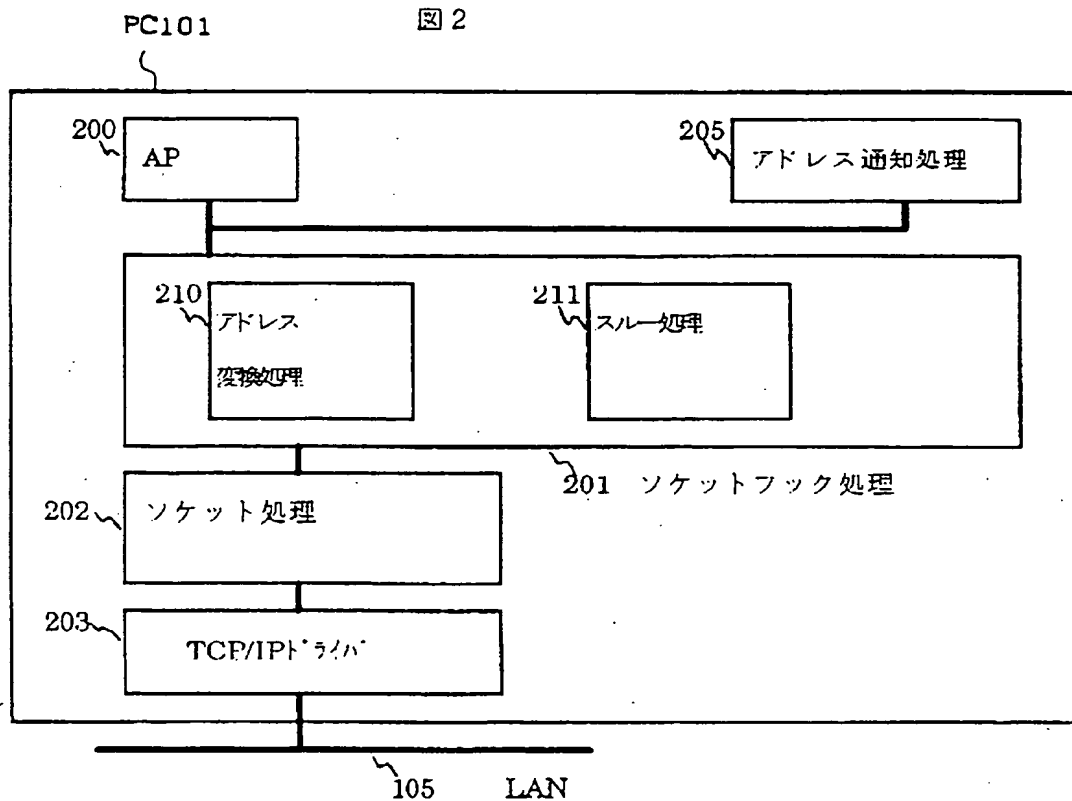 図2
PC101
200
AP
205
アドレス通知処理
210
アドレス
変換処理
211
スルー処理
201 ソケットフック処理
202
ソケット処理
203
TCP/IPﾄﾞﾗｲﾊﾞ
105 LAN